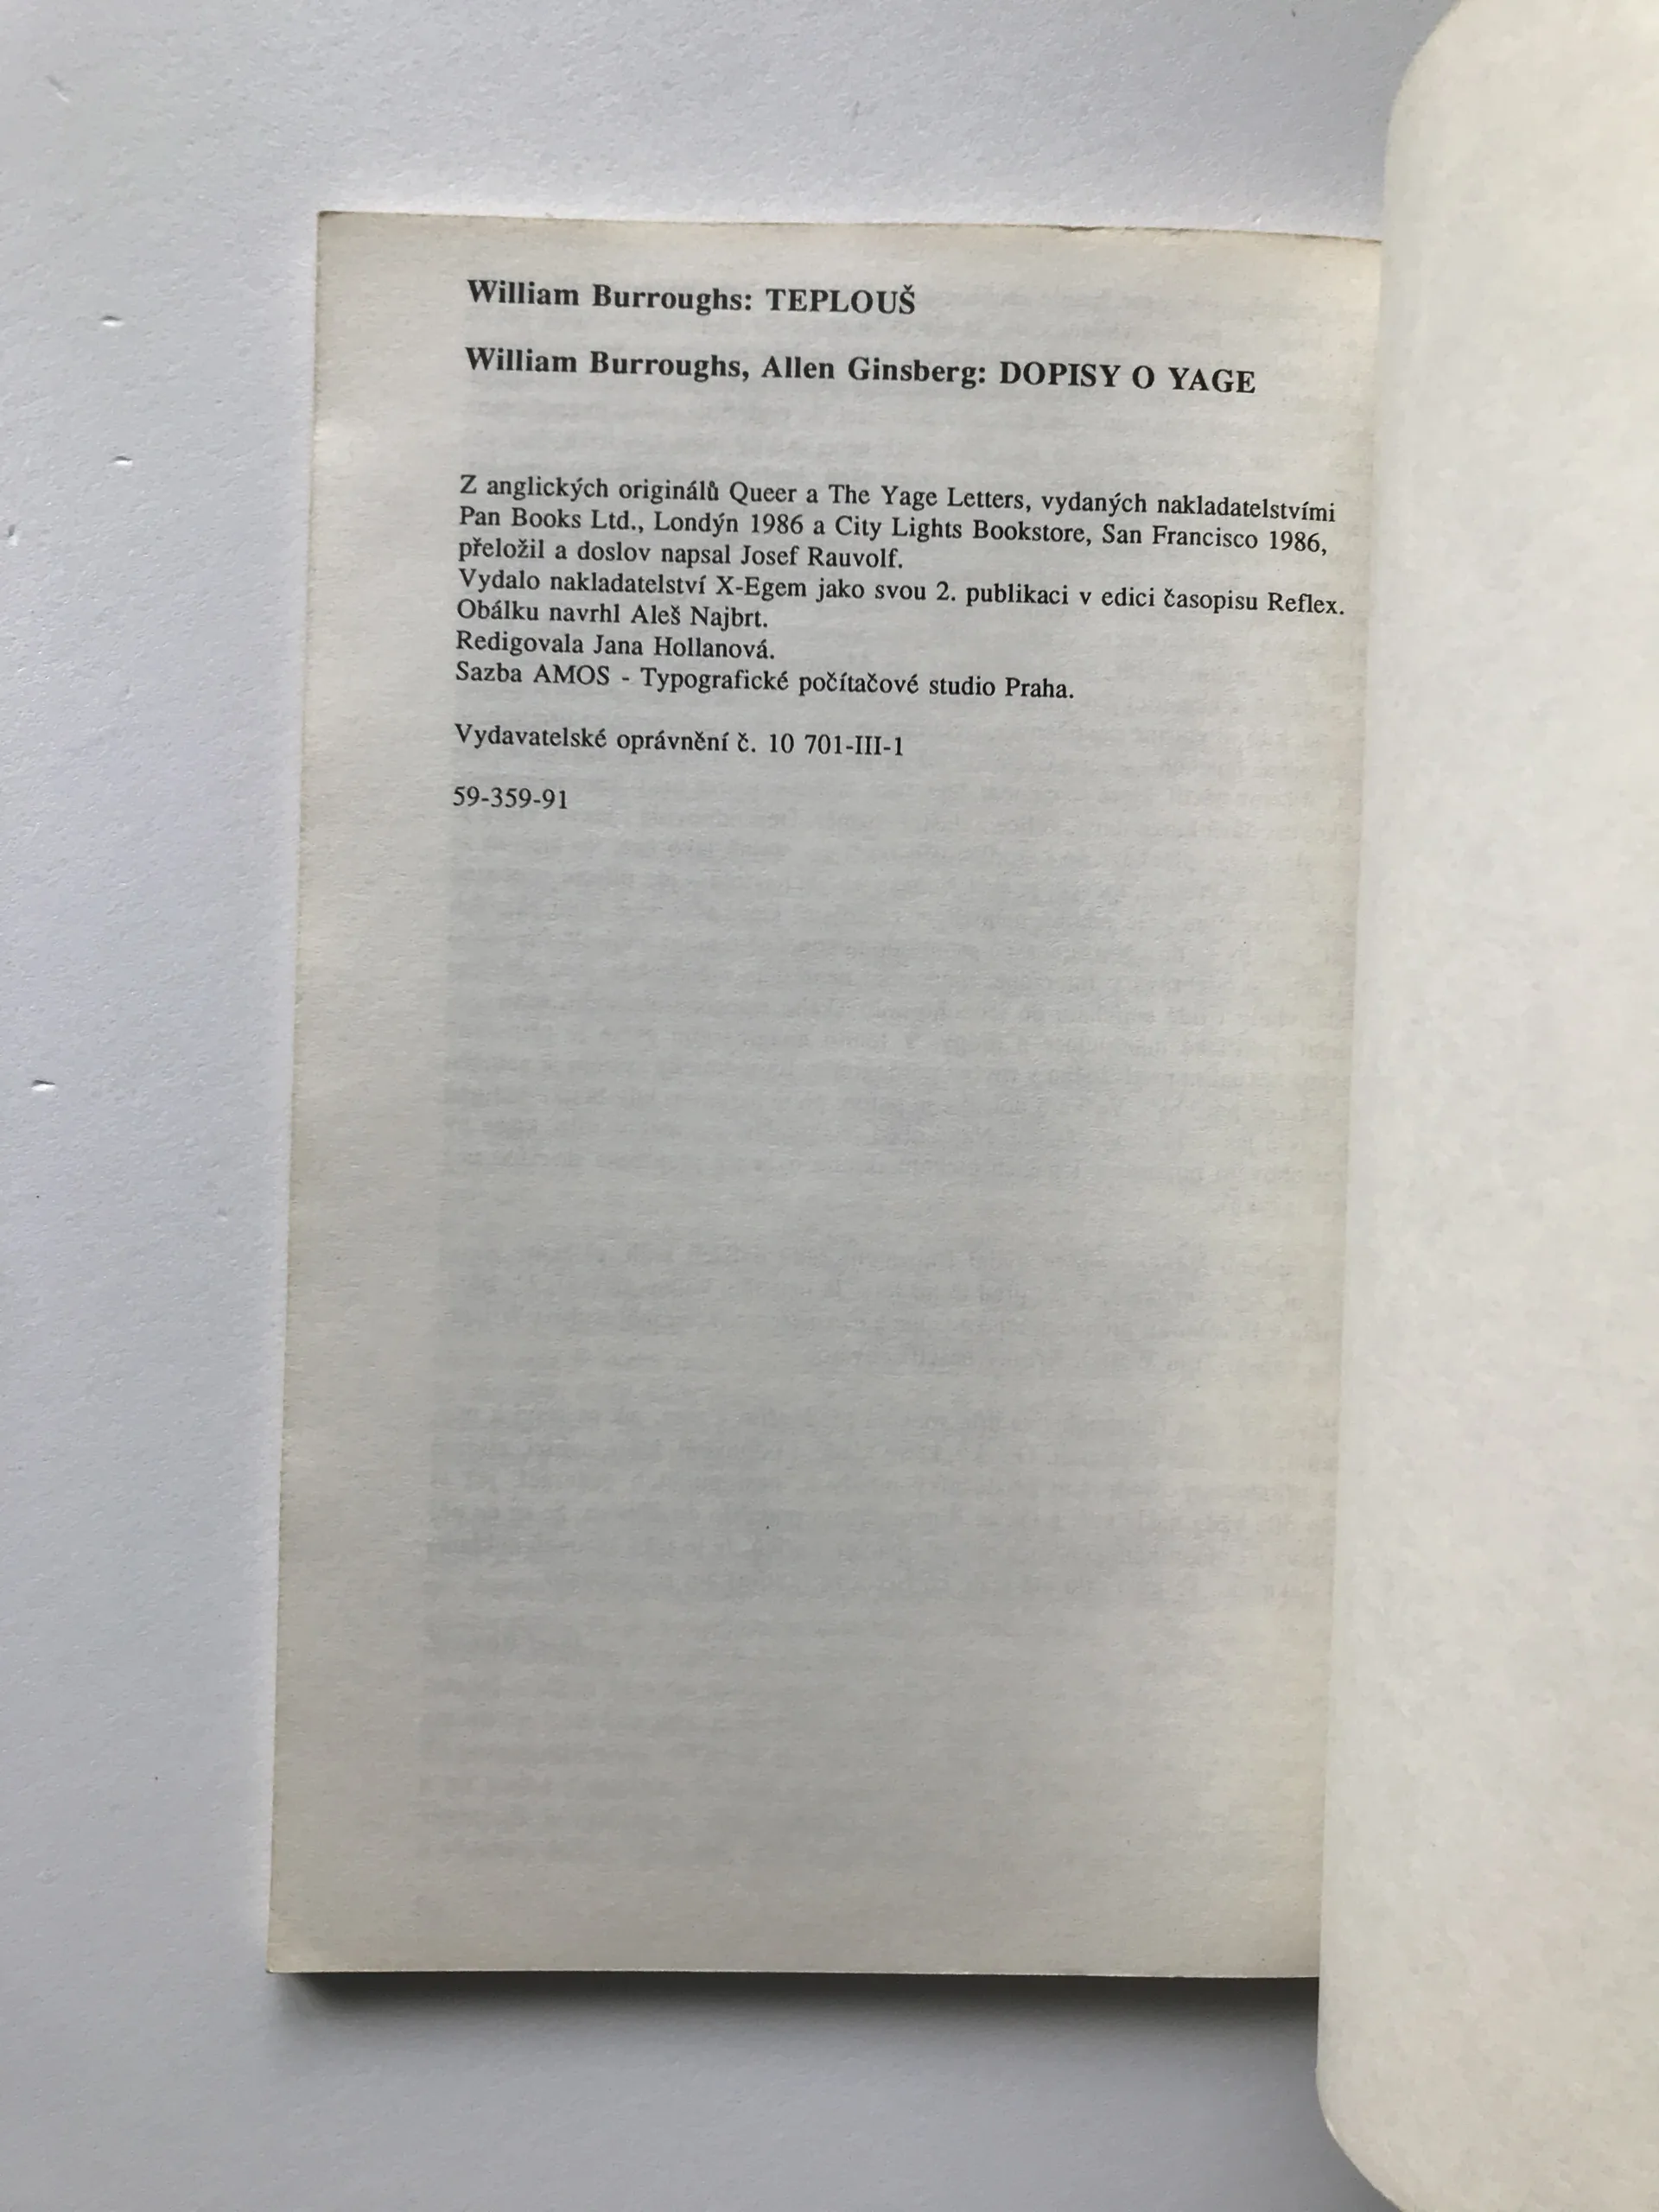 William Burroughs: TEPLOUŠ
William Burroughs, Allen Ginsberg: DOPISY O YAGE
Z anglických originálů Queer a The Yage Letters, vydaných nakladatelstvími
Pan Books Ltd., Londýn 1986 a City Lights Bookstore, San Francisco 1986,
přeložil a doslov napsal Josef Rauvolf.
Vydalo nakladatelství X-Egem jako svou 2. publikaci v edici časopisu Reflex.
Obálku navrhl Aleš Najbrt.
Redigovala Jana Hollanová.
Sazba AMOS - Typografické počítačové studio Praha.
Vydavatelské oprávnění č. 10 701-III-1
59-359-91